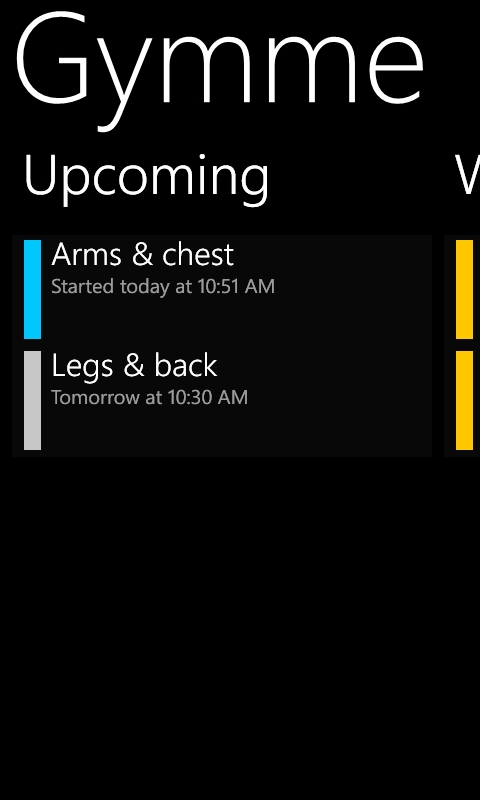 Gymme
Upcoming
Arms & chest
Started today at 10:51 AM
Legs & back
Tomorrow at 10:30 AM